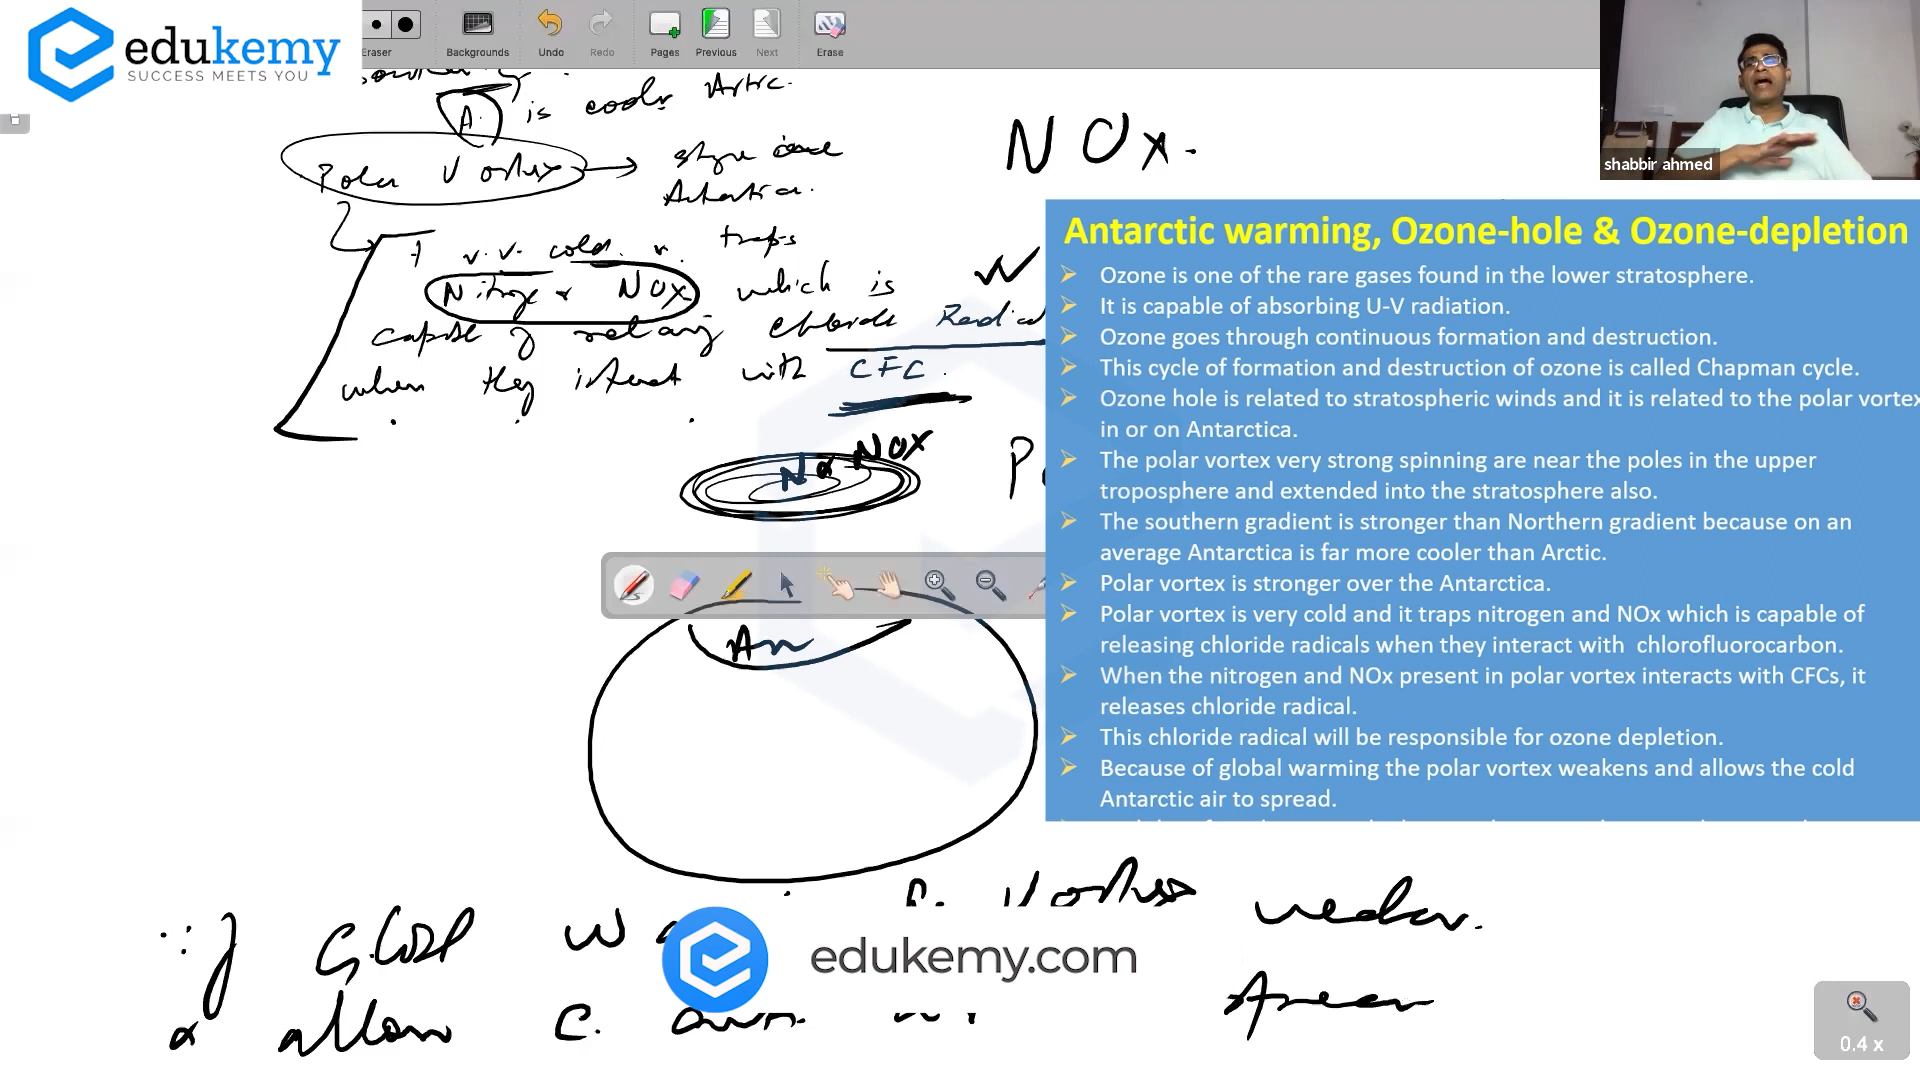 edukemy
SUCCESS MEETS YOU
Eraser
Backgrounds
Undo
Redo
Pages
Previous
Next
Erase
shabbir ahmed
A. is cooler Artic.
Polar Vortex
v. v. cold. traps
Nitroge & NOX which is
capable of chloride Radical
when they interact with CFC.
NOx.
N & NOX
An
Antarctic warming, Ozone-hole & Ozone-depletion
Ozone is one of the rare gases found in the lower stratosphere.
It is capable of absorbing U-V radiation.
Ozone goes through continuous formation and destruction.
This cycle of formation and destruction of ozone is called Chapman cycle.
Ozone hole is related to stratospheric winds and it is related to the polar vortex
in or on Antarctica.
The polar vortex very strong spinning are near the poles in the upper
troposphere and extended into the stratosphere also.
The southern gradient is stronger than Northern gradient because on an
average Antarctica is far more cooler than Arctic.
Polar vortex is stronger over the Antarctica.
Polar vortex is very cold and it traps nitrogen and NOx which is capable of
releasing chloride radicals when they interact with chlorofluorocarbon.
When the nitrogen and NOx present in polar vortex interacts with CFCs, it
releases chloride radical.
This chloride radical will be responsible for ozone depletion.
Because of global warming the polar vortex weakens and allows the cold
Antarctic air to spread.
P. Vortex
& allow C.
edukemy.com
0.4 x